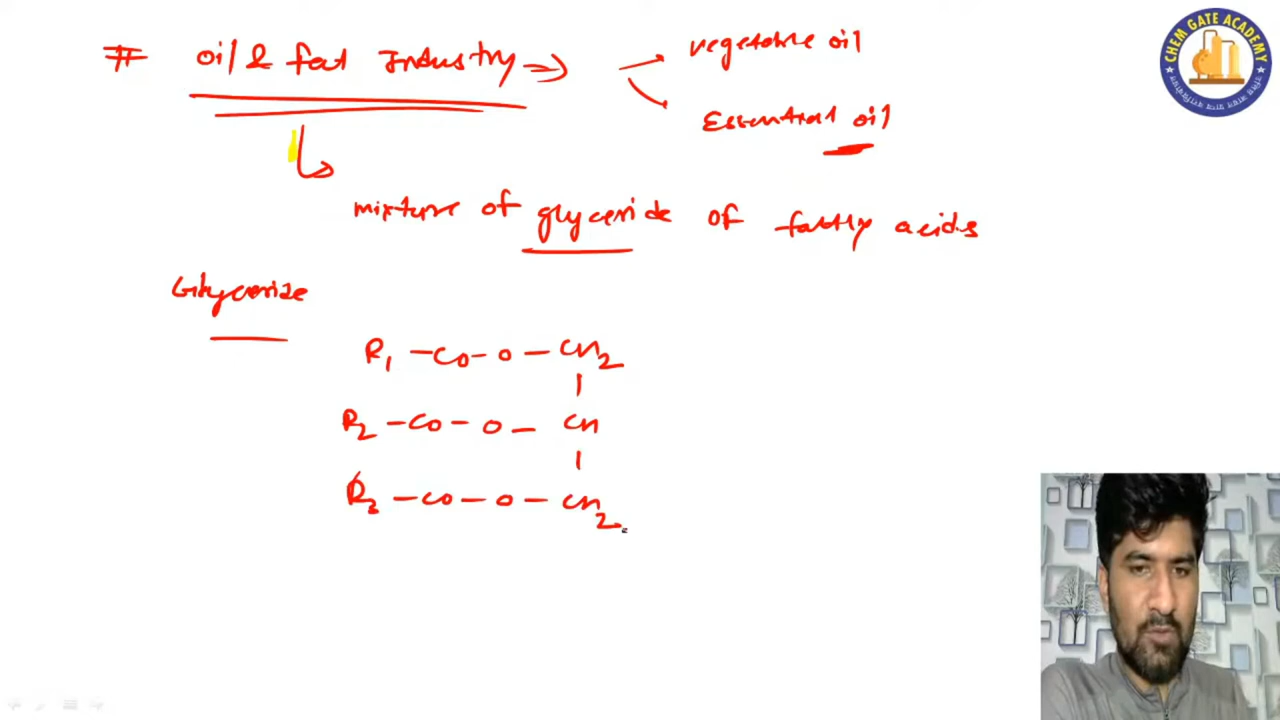 # oil & fat Industry ⇒
vegetable oil
Essential oil
mixture of glyceride of fatty acids
Glyceride
R1 – CO – O – CH2
R2 – CO – O – CH
R3 – CO – O – CH2
CHEM GATE ACADEMY